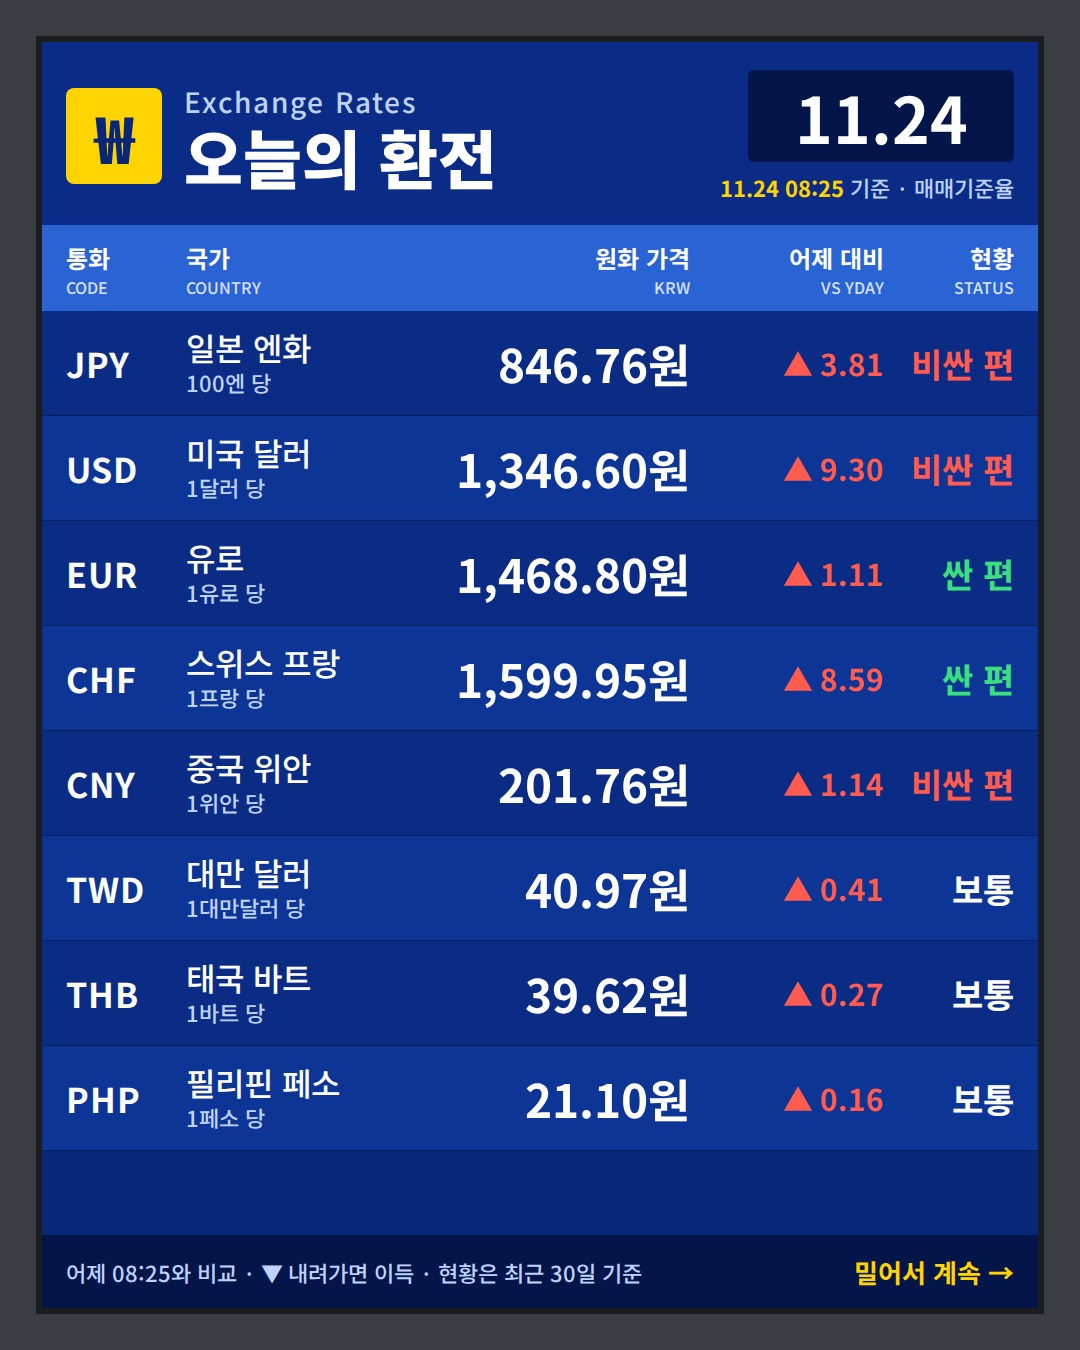 ₩
Exchange Rates
오늘의 환전
11.24
11.24 08:25 기준 · 매매기준율
통화 국가 원화 가격 어제 대비 현황
CODE COUNTRY KRW VS YDAY STATUS
JPY 일본 엔화 846.76원 ▲ 3.81 비싼 편
100엔 당
USD 미국 달러 1,346.60원 ▲ 9.30 비싼 편
1달러 당
EUR 유로 1,468.80원 ▲ 1.11 싼 편
1유로 당
CHF 스위스 프랑 1,599.95원 ▲ 8.59 싼 편
1프랑 당
CNY 중국 위안 201.76원 ▲ 1.14 비싼 편
1위안 당
TWD 대만 달러 40.97원 ▲ 0.41 보통
1대만달러 당
THB 태국 바트 39.62원 ▲ 0.27 보통
1바트 당
PHP 필리핀 페소 21.10원 ▲ 0.16 보통
1페소 당
어제 08:25와 비교 · ▼ 내려가면 이득 · 현황은 최근 30일 기준
밀어서 계속 →